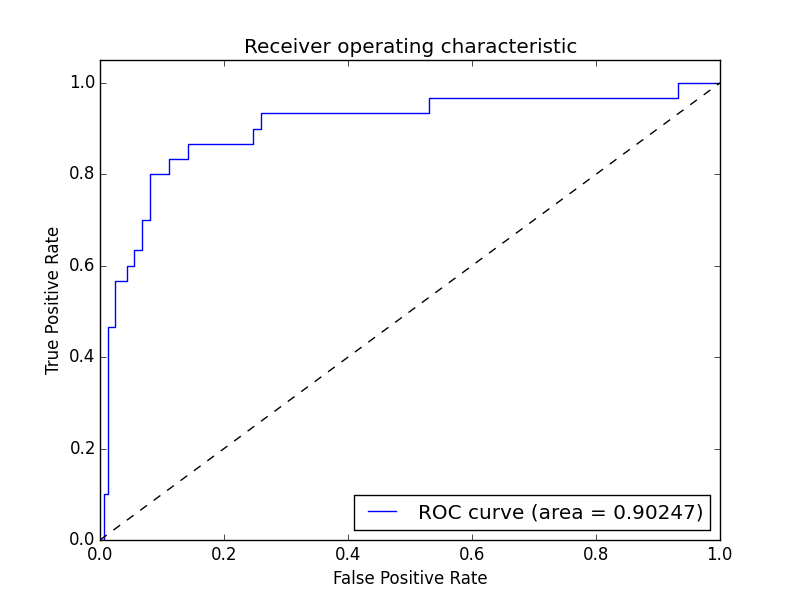 Receiver operating characteristic
1.0
0.8
0.6
0.4
0.2
0.0
True Positive Rate
ROC curve (area = 0.90247)
0.0 0.2 0.4 0.6 0.8 1.0
False Positive Rate